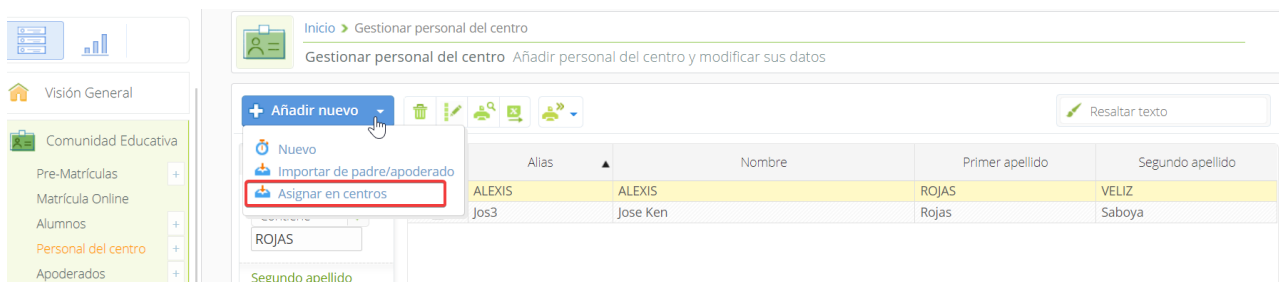 Inicio > Gestionar personal del centro
Gestionar personal del centro Añadir personal del centro y modificar sus datos
Visión General
Comunidad Educativa
Pre-Matrículas +
Matrícula Online
Alumnos +
Personal del centro +
Apoderados +
+ Añadir nuevo
Nuevo
Importar de padre/apoderado
Asignar en centros
ROJAS
Segundo apellido
Resaltar texto
Alias Nombre Primer apellido Segundo apellido
ALEXIS ALEXIS ROJAS VELIZ
Jos3 Jose Ken Rojas Saboya